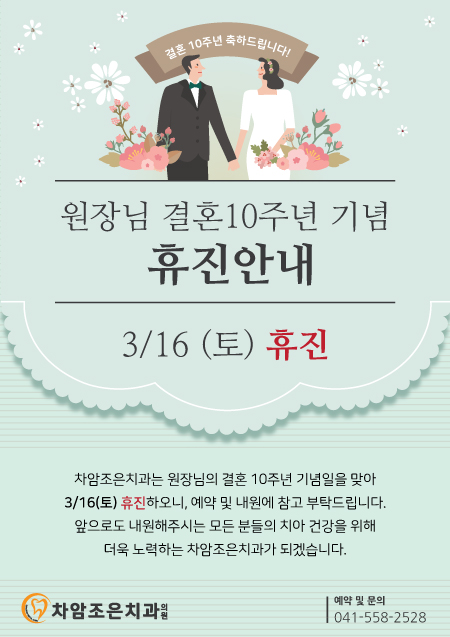 결혼 10주년 축하드립니다!
원장님 결혼10주년 기념
휴진안내
3/16 (토) 휴진
차암조은치과는 원장님의 결혼 10주년 기념일을 맞아
3/16(토) 휴진하오니, 예약 및 내원에 참고 부탁드립니다.
앞으로도 내원해주시는 모든 분들의 치아 건강을 위해
더욱 노력하는 차암조은치과가 되겠습니다.
차암조은치과의원
예약 및 문의
041-558-2528